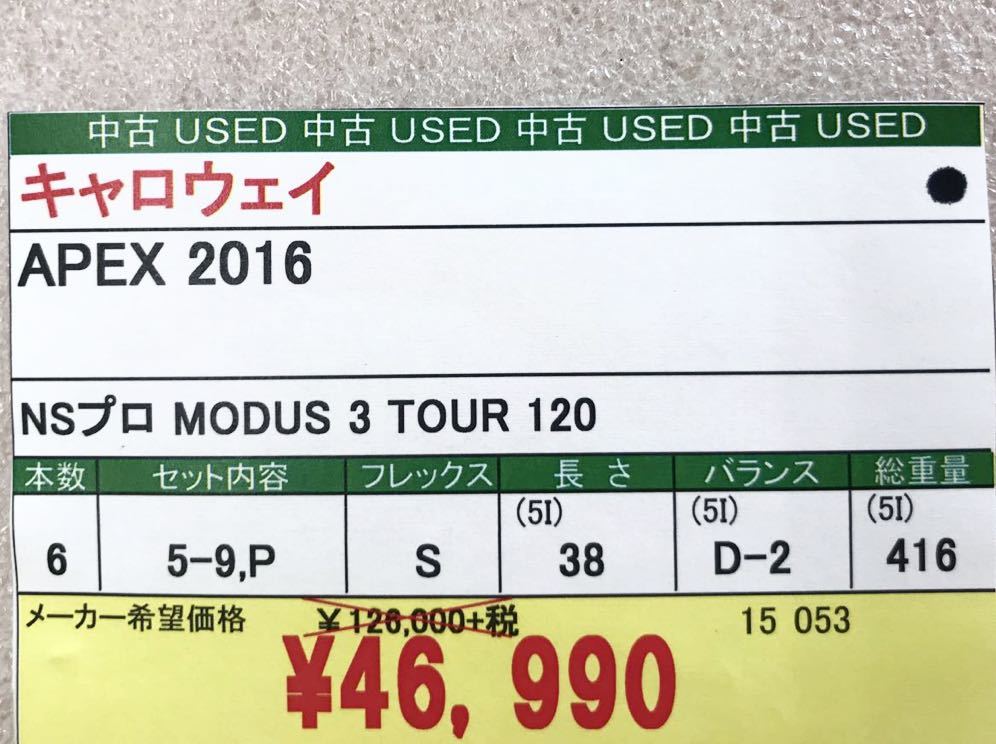 中古 USED 中古 USED 中古 USED 中古 USED
キャロウェイ
APEX 2016
NSプロ MODUS 3 TOUR 120
本数 セット内容 フレックス 長さ バランス 総重量
(5I) (5I) (5I)
6 5-9,P S 38 D-2 416
メーカー希望価格 ¥126,000+税 15 053
¥46,990